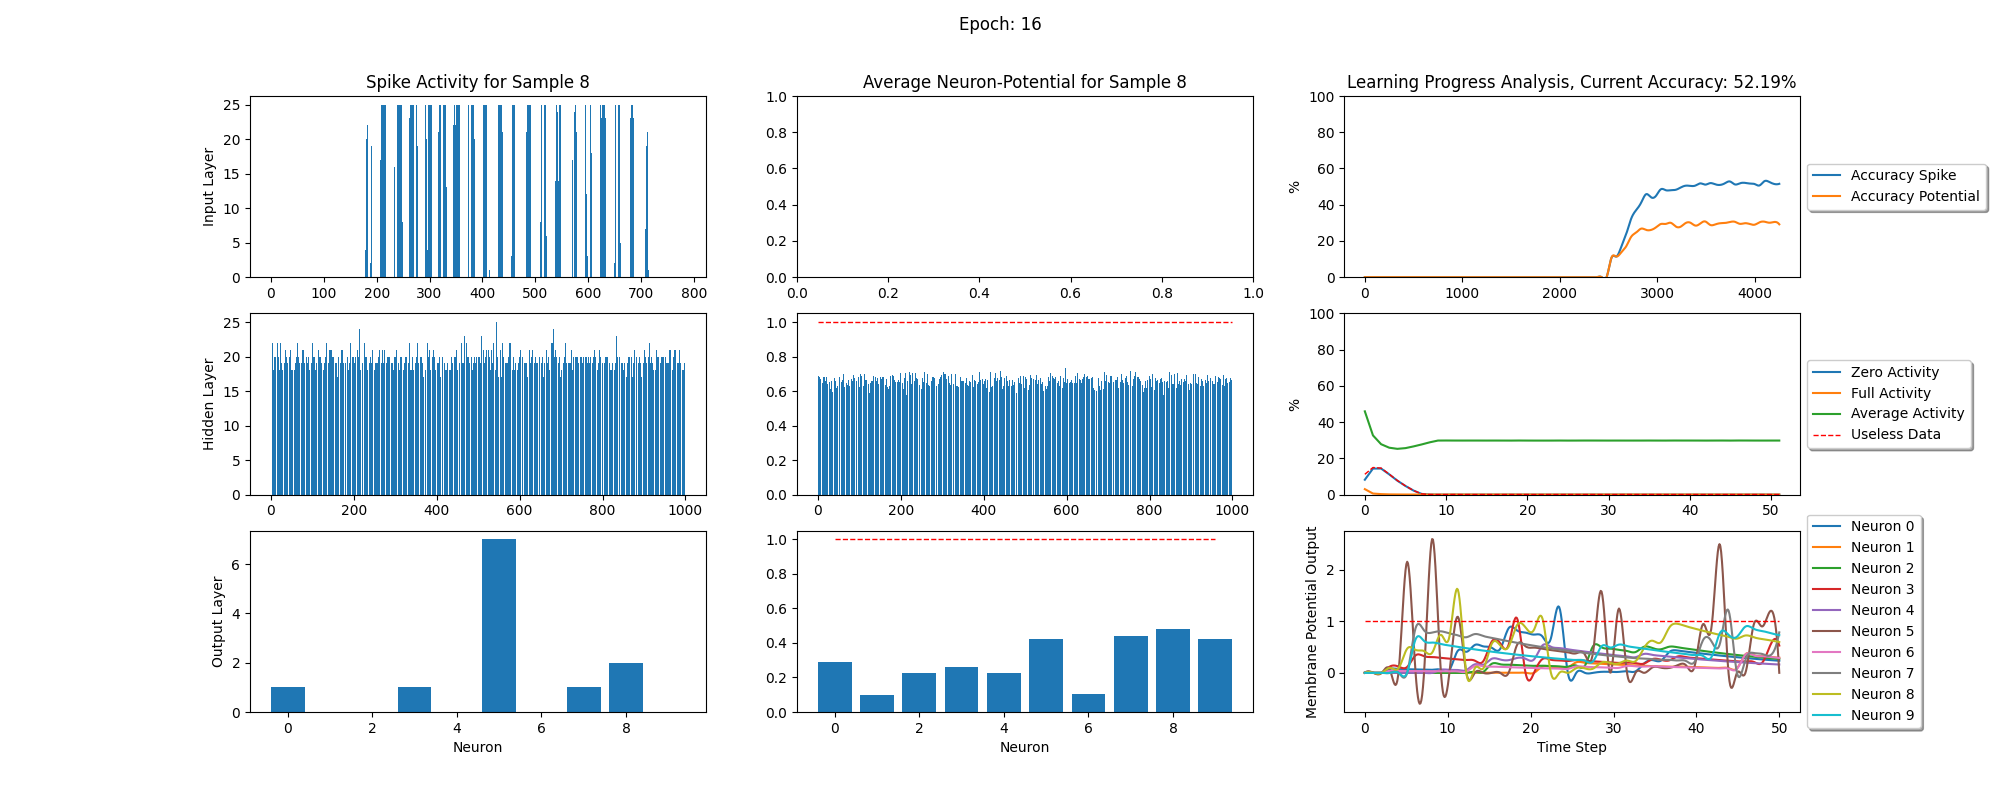 Epoch: 16
Spike Activity for Sample 8
Average Neuron-Potential for Sample 8
Learning Progress Analysis, Current Accuracy: 52.19%
Input Layer
25
20
15
10
5
0
0 100 200 300 400 500 600 700 800
1.0
0.8
0.6
0.4
0.2
0.0
0.0 0.2 0.4 0.6 0.8 1.0
%
100
80
60
40
20
0
0 1000 2000 3000 4000
Accuracy Spike
Accuracy Potential
Hidden Layer
25
20
15
10
5
0
0 200 400 600 800 1000
1.0
0.8
0.6
0.4
0.2
0.0
0 200 400 600 800 1000
%
100
80
60
40
20
0
0 10 20 30 40 50
Zero Activity
Full Activity
Average Activity
Useless Data
Output Layer
6
4
2
0
0 2 4 6 8
Neuron
1.0
0.8
0.6
0.4
0.2
0.0
0 2 4 6 8
Neuron
Membrane Potential Output
2
1
0
0 10 20 30 40 50
Time Step
Neuron 0
Neuron 1
Neuron 2
Neuron 3
Neuron 4
Neuron 5
Neuron 6
Neuron 7
Neuron 8
Neuron 9